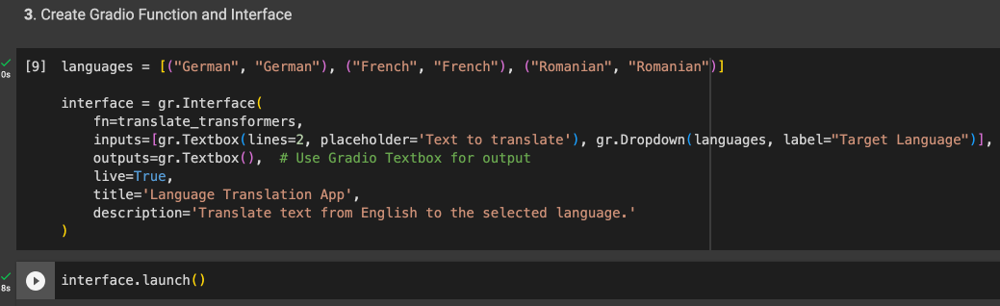 3. Create Gradio Function and Interface
[9] languages = [("German", "German"), ("French", "French"), ("Romanian", "Romanian")]
0s
interface = gr.Interface(
    fn=translate_transformers,
    inputs=[gr.Textbox(lines=2, placeholder='Text to translate'), gr.Dropdown(languages, label="Target Language")],
    outputs=gr.Textbox(),  # Use Gradio Textbox for output
    live=True,
    title='Language Translation App',
    description='Translate text from English to the selected language.'
)
interface.launch()
8s